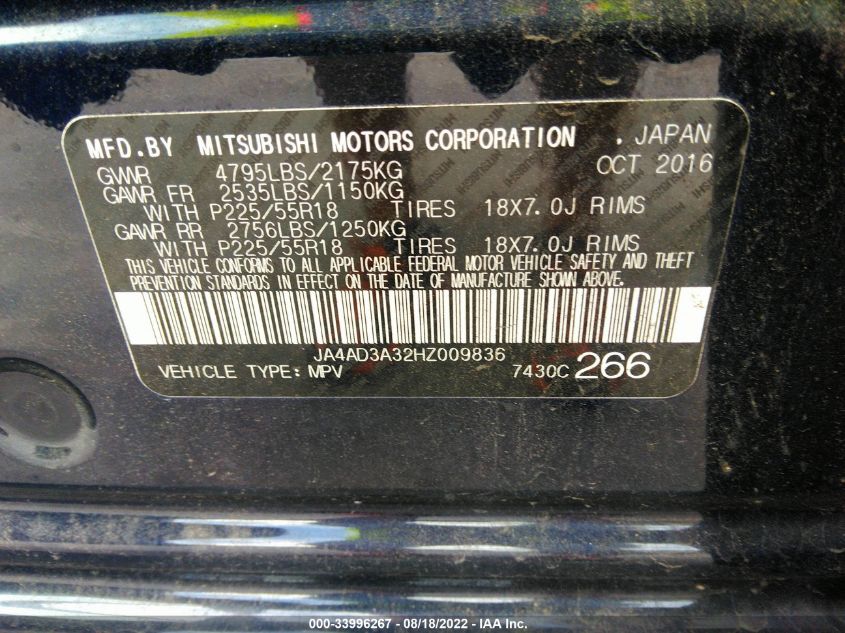 MFD.BY MITSUBISHI MOTORS CORPORATION . JAPAN
GVWR 4795LBS/2175KG OCT 2016
GAWR FR 2535LBS/1150KG
WITH P225/55R18 TIRES 18X7.0J RIMS
GAWR RR 2756LBS/1250KG
WITH P225/55R18 TIRES 18X7.0J RIMS
THIS VEHICLE CONFORMS TO ALL APPLICABLE FEDERAL MOTOR VEHICLE SAFETY AND THEFT
PREVENTION STANDARDS IN EFFECT ON THE DATE OF MANUFACTURE SHOWN ABOVE.
JA4AD3A32HZ009836
VEHICLE TYPE: MPV 7430C 266
000-33996267 - 08/18/2022 - IAA Inc.